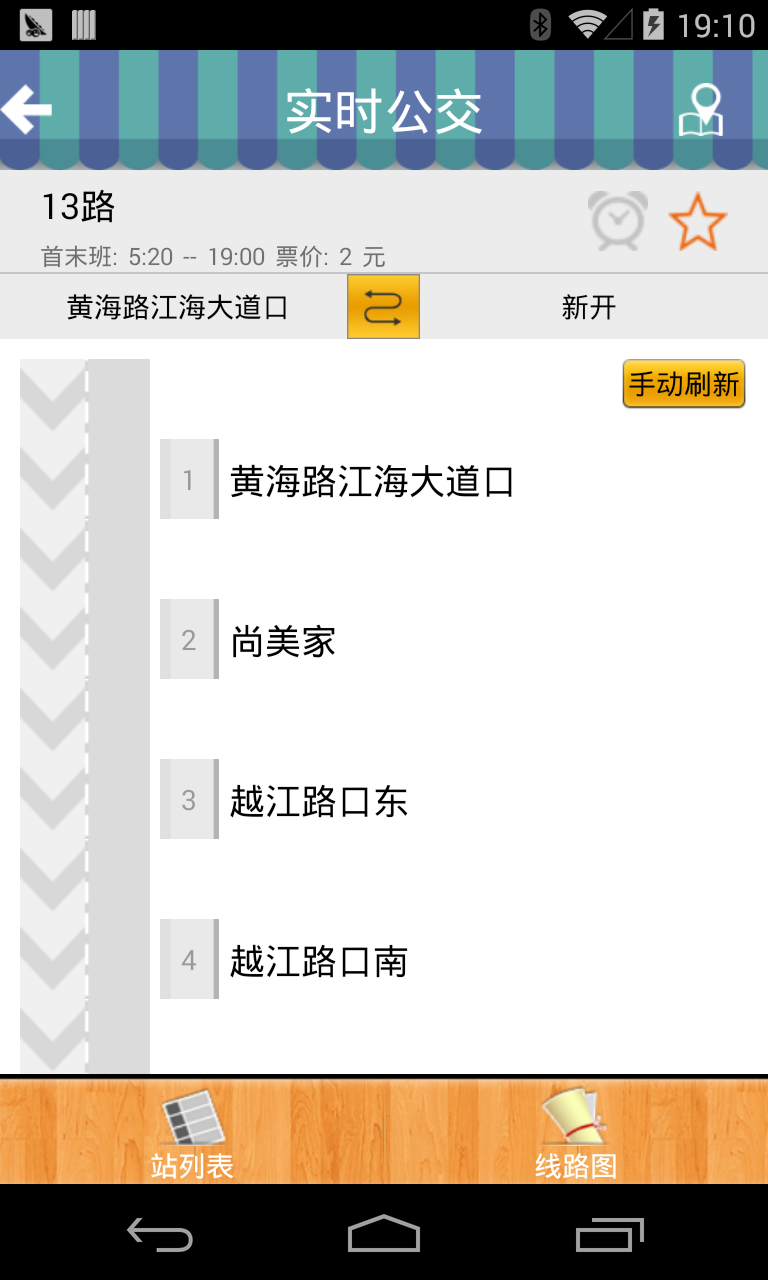 19:10
实时公交
13路
首末班: 5:20 -- 19:00 票价: 2 元
黄海路江海大道口
新开
手动刷新
1 黄海路江海大道口
2 尚美家
3 越江路口东
4 越江路口南
站列表
线路图